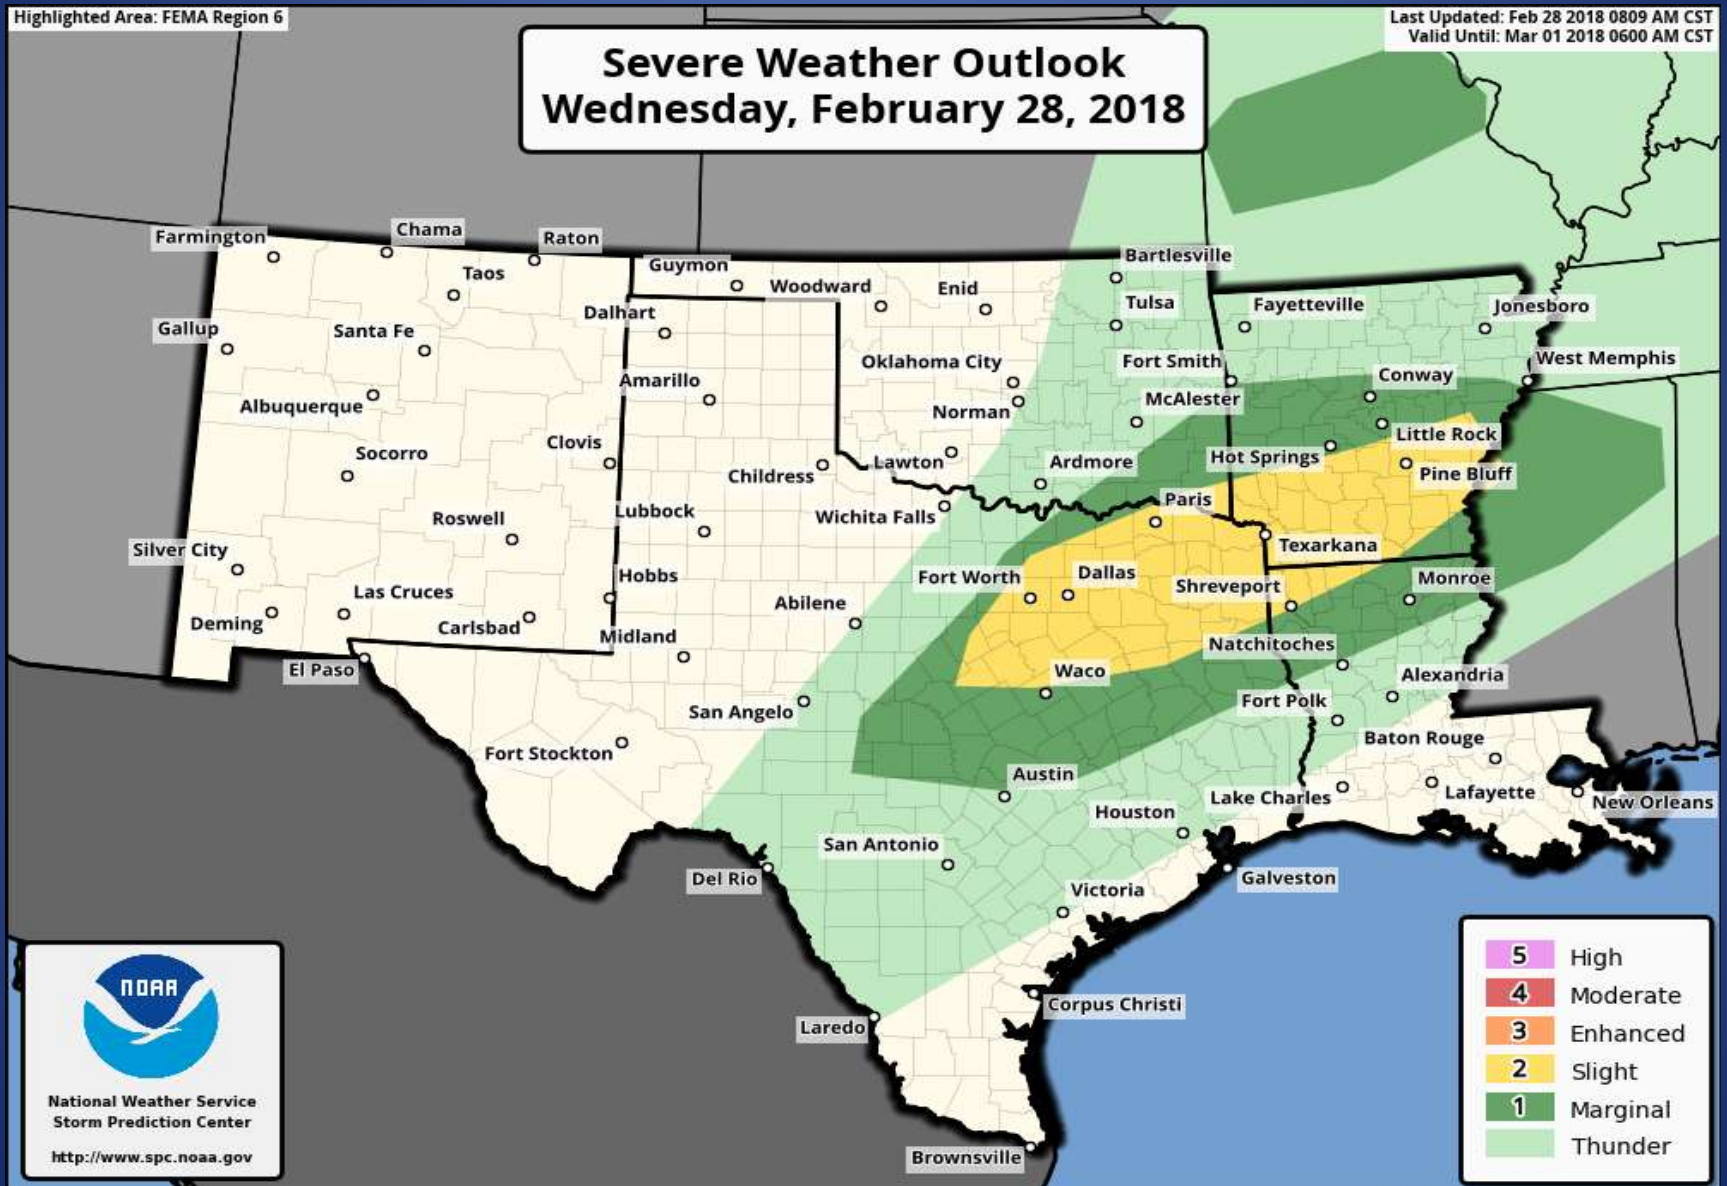 Highlighted Area: FEMA Region 6
Last Updated: Feb 28 2018 0809 AM CST
Valid Until: Mar 01 2018 0600 AM CST
Severe Weather Outlook
Wednesday, February 28, 2018
Farmington
Chama
Raton
Taos
Guymon
Woodward
Enid
Bartlesville
Tulsa
Fayetteville
Jonesboro
Gallup
Santa Fe
Dalhart
Oklahoma City
Fort Smith
West Memphis
Conway
Albuquerque
Amarillo
Norman
McAlester
Socorro
Clovis
Childress
Lawton
Ardmore
Hot Springs
Little Rock
Pine Bluff
Roswell
Lubbock
Wichita Falls
Paris
Texarkana
Silver City
Las Cruces
Hobbs
Fort Worth
Dallas
Shreveport
Monroe
Deming
Carlsbad
Midland
Abilene
Natchitoches
El Paso
San Angelo
Waco
Alexandria
Fort Polk
Fort Stockton
Baton Rouge
Austin
Houston
Lake Charles
Lafayette
New Orleans
San Antonio
Del Rio
Victoria
Galveston
Corpus Christi
Laredo
Brownsville
NOAA
National Weather Service
Storm Prediction Center
http://www.spc.noaa.gov
5 High
4 Moderate
3 Enhanced
2 Slight
1 Marginal
Thunder